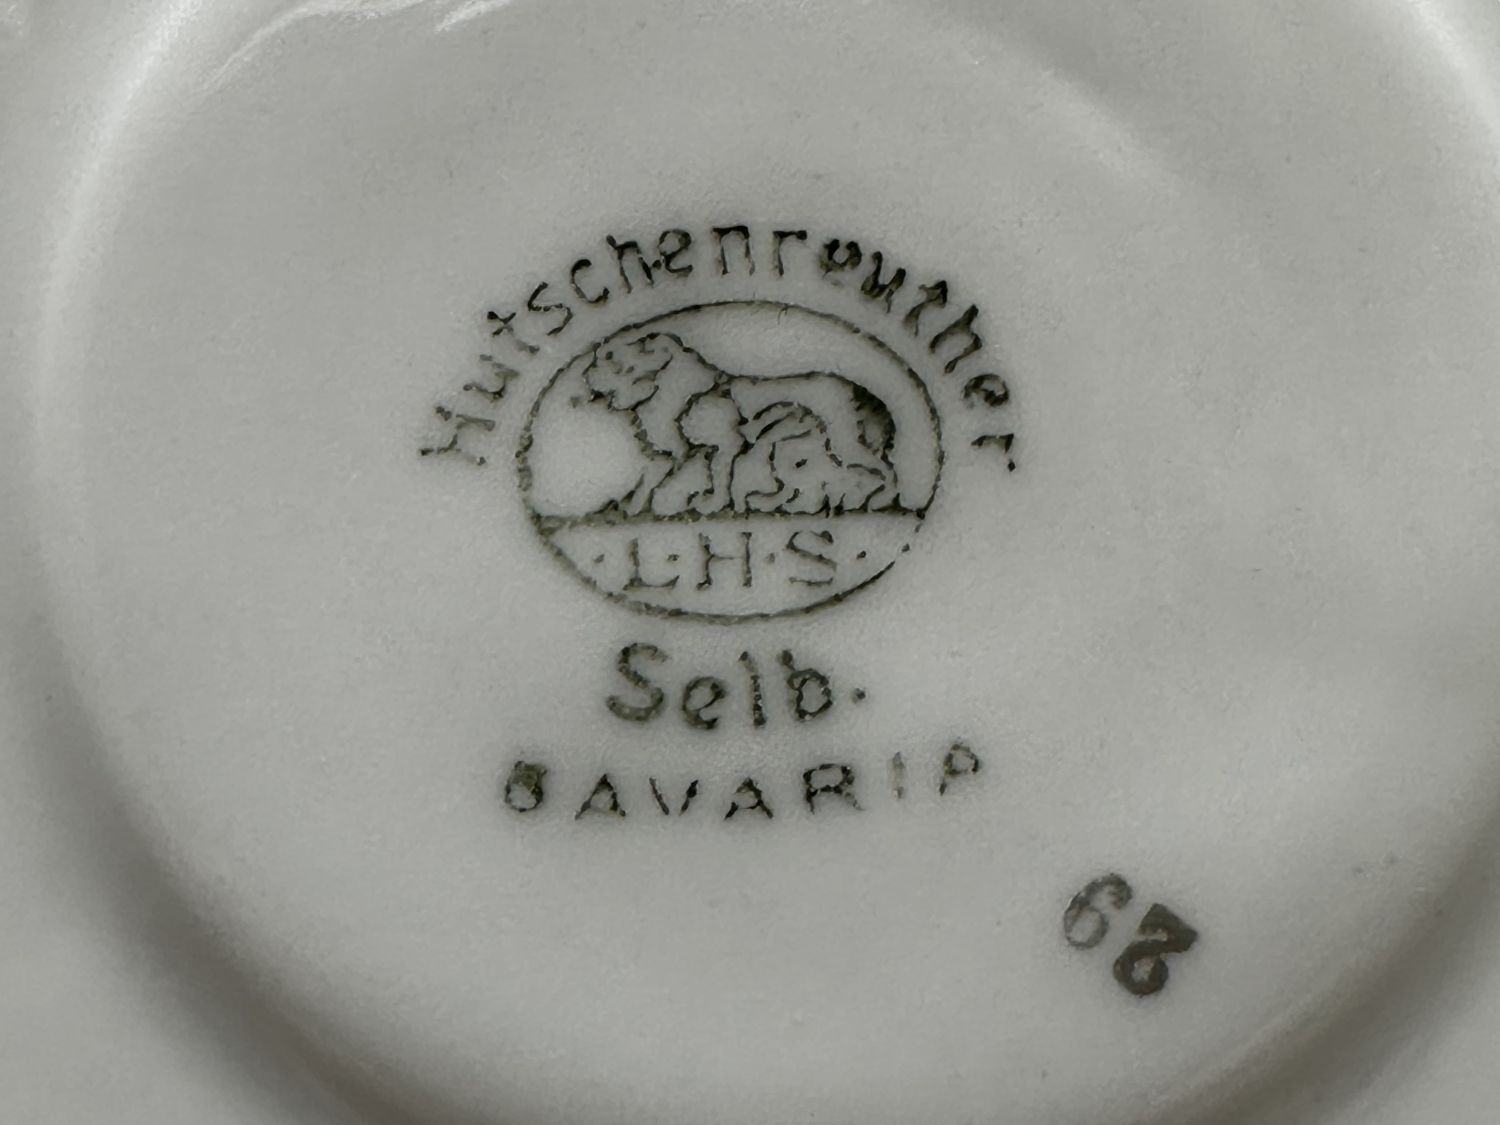 Hutschenreuther
·L·H·S·
Selb.
BAVARIA
62